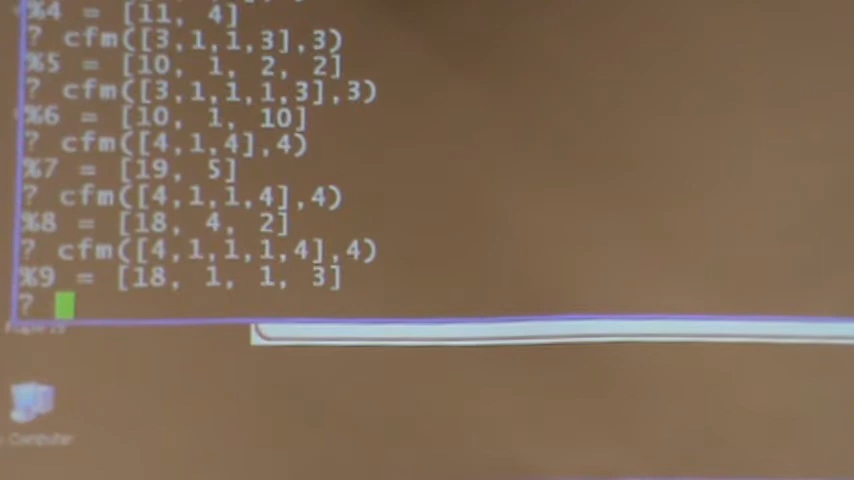 %4 = [11, 4]
? cfm([3,1,1,3],3)
%5 = [10, 1, 2, 2]
? cfm([3,1,1,1,3],3)
%6 = [10, 1, 10]
? cfm([4,1,4],4)
%7 = [19, 5]
? cfm([4,1,1,4],4)
%8 = [18, 4, 2]
? cfm([4,1,1,1,4],4)
%9 = [18, 1, 1, 3]
?
Computer